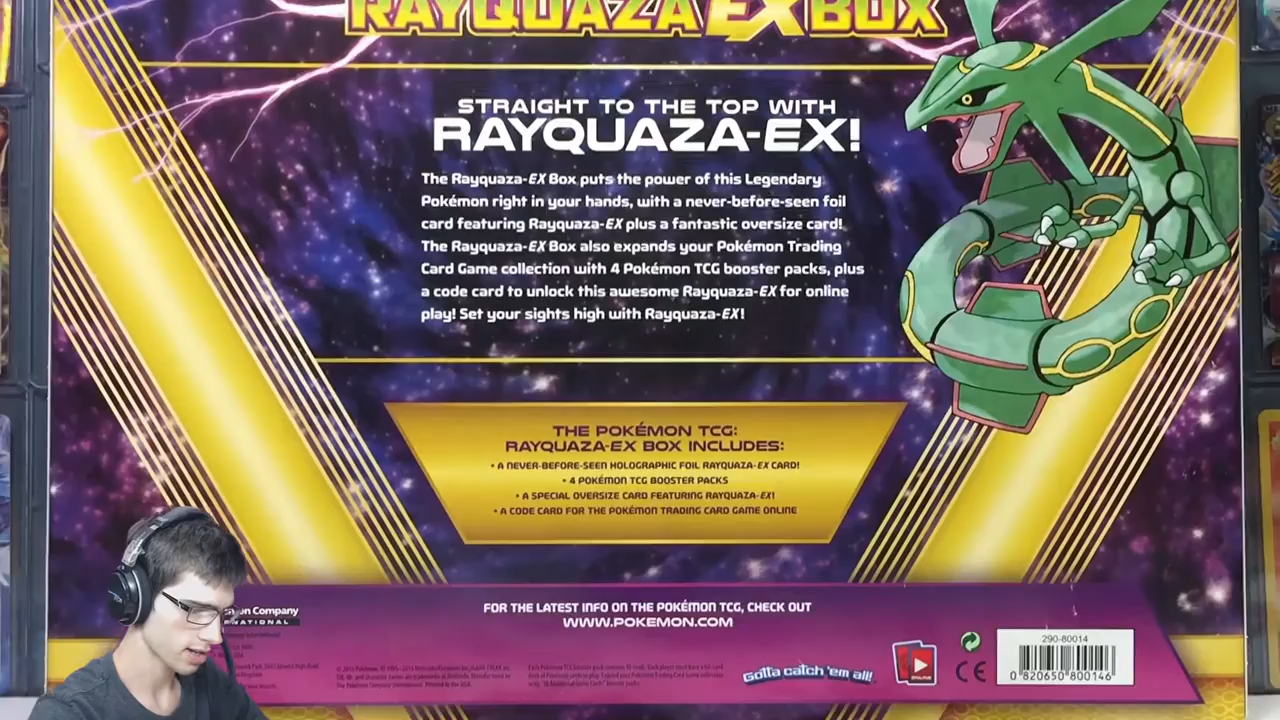 RAYQUAZA EX BOX
STRAIGHT TO THE TOP WITH
RAYQUAZA-EX!
The Rayquaza-EX Box puts the power of this Legendary
Pokémon right in your hands, with a never-before-seen foil
card featuring Rayquaza-EX plus a fantastic oversize card!
The Rayquaza-EX Box also expands your Pokémon Trading
Card Game collection with 4 Pokémon TCG booster packs, plus
a code card to unlock this awesome Rayquaza-EX for online
play! Set your sights high with Rayquaza-EX!
THE POKÉMON TCG:
RAYQUAZA-EX BOX INCLUDES:
• A NEVER-BEFORE-SEEN HOLOGRAPHIC FOIL RAYQUAZA-EX CARD!
• 4 POKÉMON TCG BOOSTER PACKS
• A SPECIAL OVERSIZE CARD FEATURING RAYQUAZA-EX!
• A CODE CARD FOR THE POKÉMON TRADING CARD GAME ONLINE
Company
FOR THE LATEST INFO ON THE POKÉMON TCG, CHECK OUT
WWW.POKEMON.COM
Gotta catch 'em all!
CE
290-80014
0 820650 800146